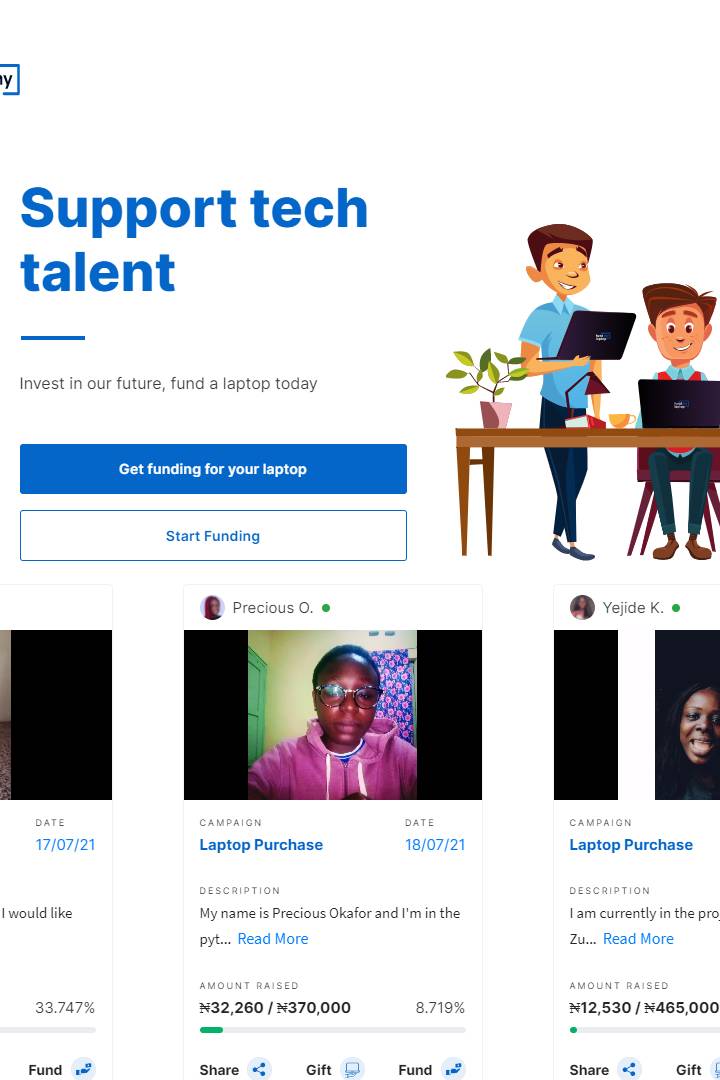 Support tech
talent
Invest in our future, fund a laptop today
Get funding for your laptop
Start Funding
DATE
17/07/21
I would like
33.747%
Fund
Precious O.
CAMPAIGN DATE
Laptop Purchase 18/07/21
DESCRIPTION
My name is Precious Okafor and I'm in the
pyt... Read More
AMOUNT RAISED
₦32,260 / ₦370,000 8.719%
Share Gift Fund
Yejide K.
CAMPAIGN
Laptop Purchase
DESCRIPTION
I am currently in the
Zu... Read More
AMOUNT RAISED
₦12,530 / ₦465,000
Share Gift